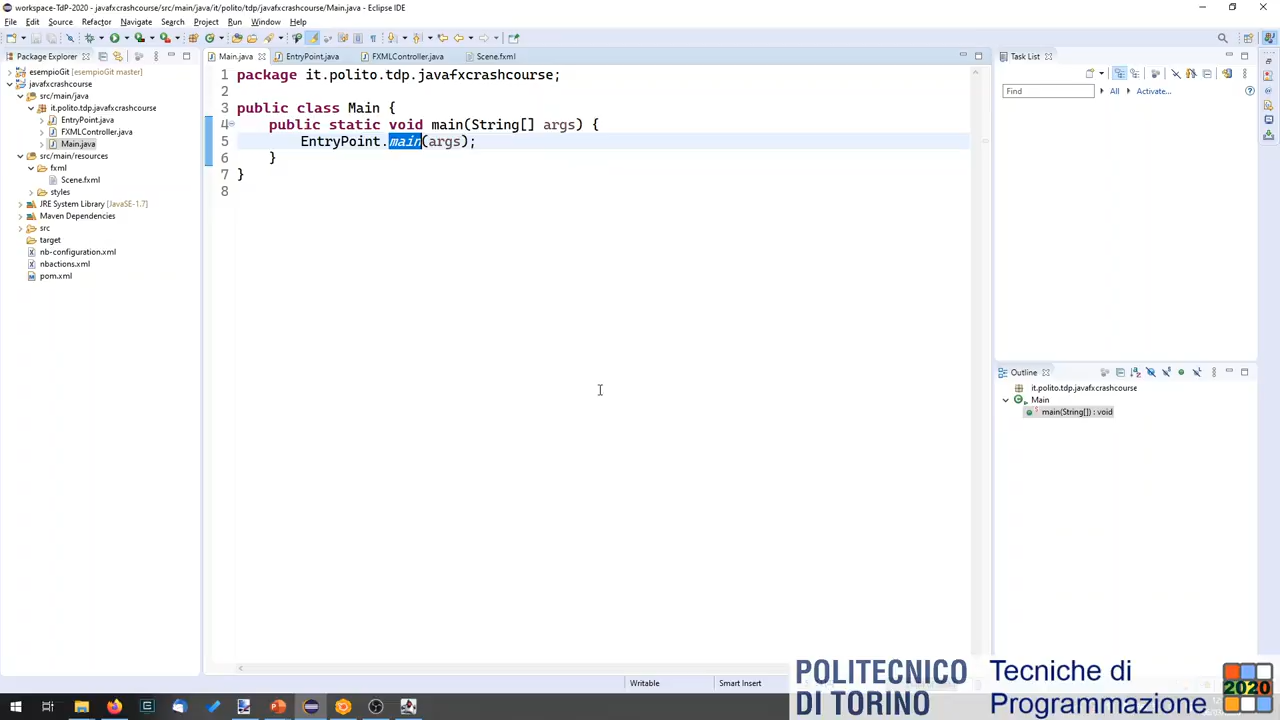 workspace-TdP-2020 - javafxcrashcourse/src/main/java/it/polito/tdp/javafxcrashcourse/Main.java - Eclipse IDE
File Edit Source Refactor Navigate Search Project Run Window Help
Package Explorer
Main.java EntryPoint.java FXMLController.java Scene.fxml
Task List
esempioGit [esempioGit master]
javafxcrashcourse
src/main/java
it.polito.tdp.javafxcrashcourse
EntryPoint.java
FXMLController.java
Main.java
src/main/resources
fxml
Scene.fxml
styles
JRE System Library [JavaSE-1.7]
Maven Dependencies
src
target
nb-configuration.xml
nbactions.xml
pom.xml
1 package it.polito.tdp.javafxcrashcourse;
2
3 public class Main {
4 public static void main(String[] args) {
5 EntryPoint.main(args);
6 }
7 }
8
Find All Activate...
Outline
it.polito.tdp.javafxcrashcourse
Main
main(String[]) : void
Writable Smart Insert
POLITECNICO
DI TORINO
Tecniche di
Programmazione
2020